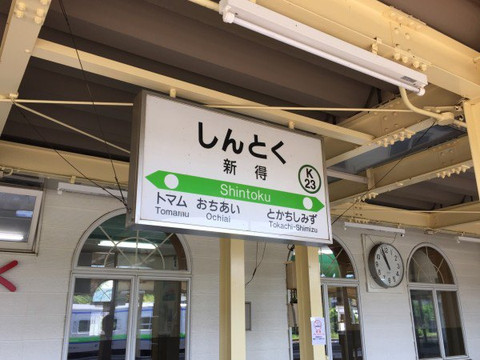 しんとく
新得
K
23
Shintoku
トマム おちあい とかちしみず
Tomamu Ochiai Tokachi-Shimizu